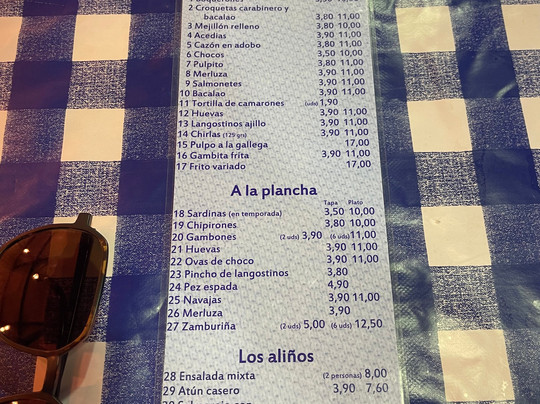 2 Croquetas carabinero y
bacalao 3,80 11,00
3 Mejillón relleno 3,80 10,00
4 Acedias 3,90 11,00
5 Cazón en adobo 3,80 11,00
6 Chocos 3,50 10,00
7 Pulpito 3,80 11,00
8 Merluza 3,90 11,00
9 Salmonetes 3,90 11,00
10 Bacalao 3,90 11,00
11 Tortilla de camarones (uds) 1,90
12 Huevas 3,90 11,00
13 Langostinos ajillo 3,90 11,00
14 Chirlas (125 grs) 3,90 11,00
15 Pulpo a la gallega 17,00
16 Gambita frita 3,90 11,00
17 Frito variado 17,00
A la plancha
Tapa Plato
18 Sardinas (en temporada) 3,50 10,00
19 Chipirones 3,80 10,00
20 Gambones (2 uds) 3,90 (6 uds) 11,00
21 Huevas 3,90 11,00
22 Ovas de choco 3,90 11,00
23 Pincho de langostinos 3,80
24 Pez espada 4,90
25 Navajas 3,90 11,00
26 Merluza 3,90
27 Zamburiña (2 uds) 5,00 (6 uds) 12,50
Los aliños
28 Ensalada mixta (2 personas) 8,00
29 Atún casero 3,90 7,60